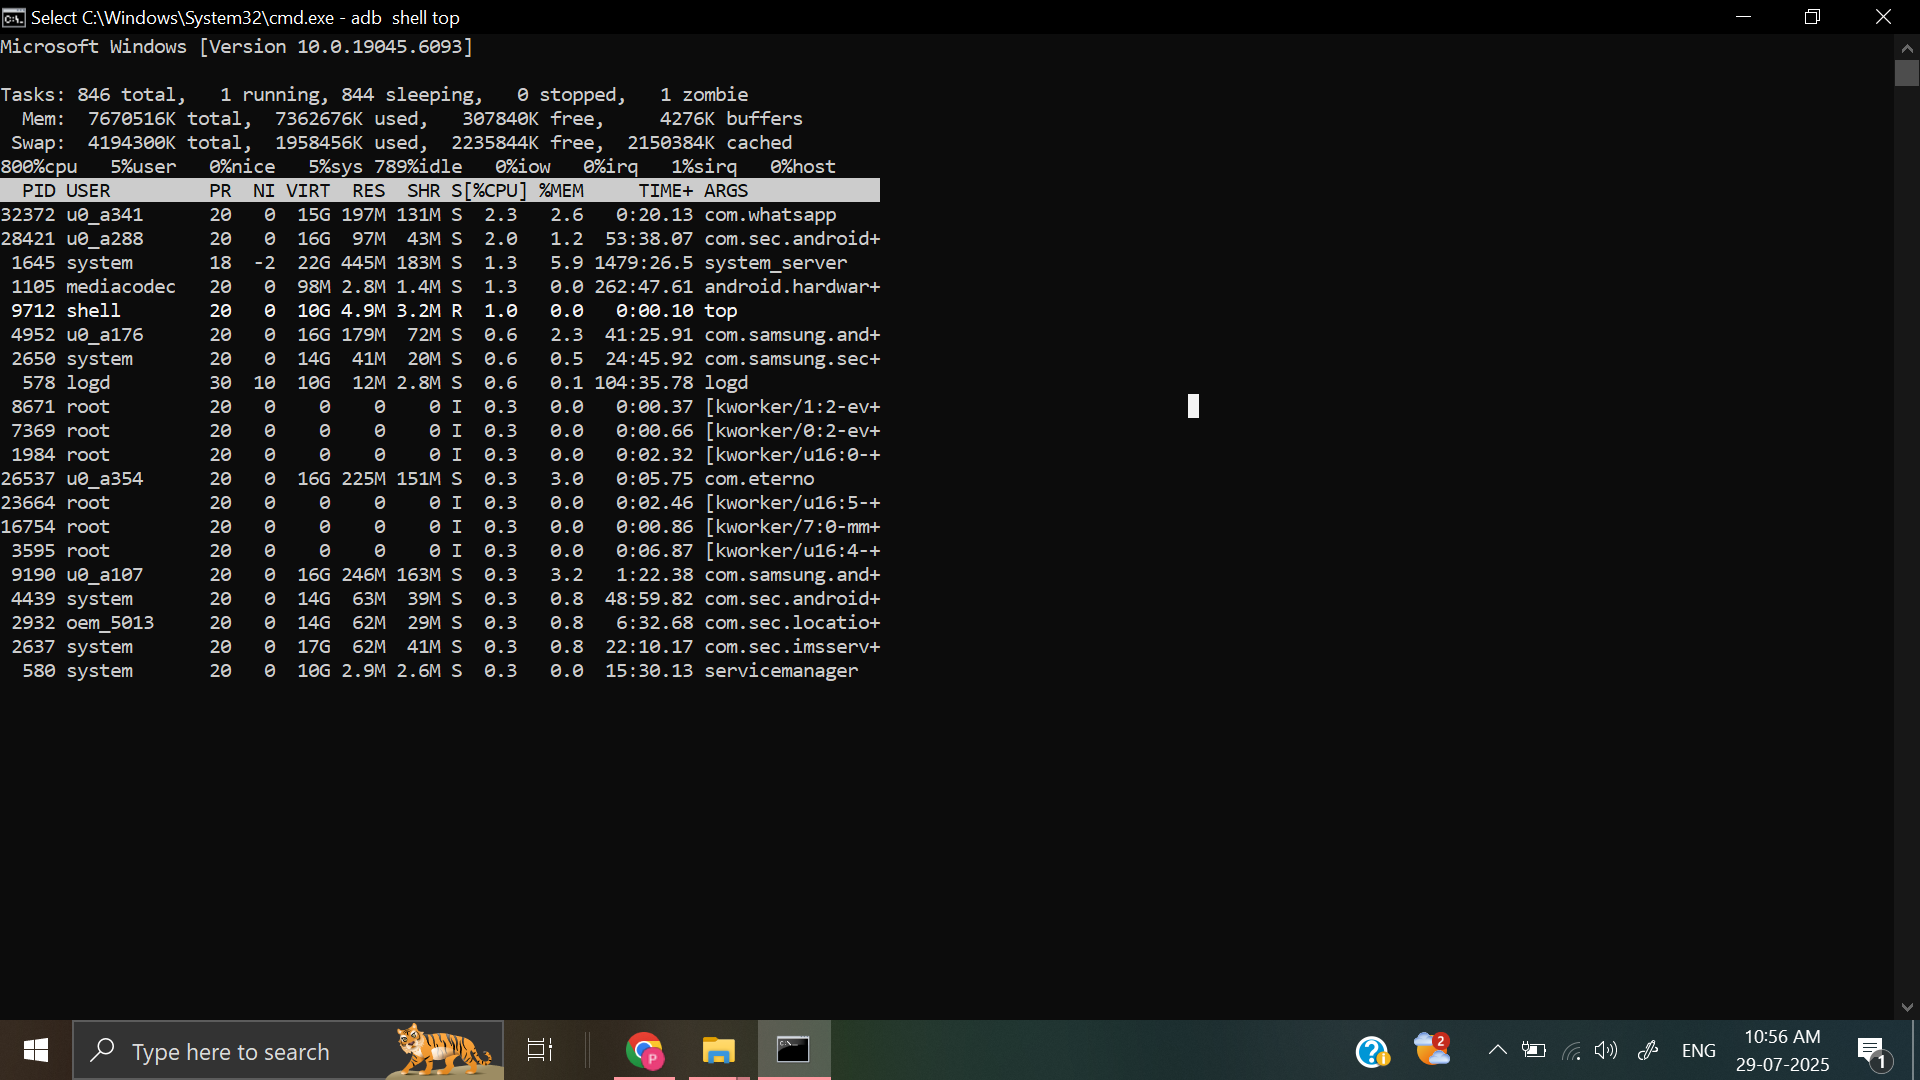 Select C:\Windows\System32\cmd.exe - adb  shell top
Microsoft Windows [Version 10.0.19045.6093]
Tasks: 846 total,   1 running, 844 sleeping,   0 stopped,   1 zombie
  Mem:  7670516K total,  7362676K used,   307840K free,     4276K buffers
 Swap:  4194300K total,  1958456K used,  2235844K free,  2150384K cached
800%cpu   5%user   0%nice   5%sys 789%idle   0%iow   0%irq   1%sirq   0%host
  PID USER         PR  NI VIRT  RES  SHR S[%CPU] %MEM     TIME+ ARGS
32372 u0_a341      20   0  15G 197M 131M S  2.3   2.6   0:20.13 com.whatsapp
28421 u0_a288      20   0  16G  97M  43M S  2.0   1.2  53:38.07 com.sec.android+
 1645 system       18  -2  22G 445M 183M S  1.3   5.9 1479:26.5 system_server
 1105 mediacodec   20   0  98M 2.8M 1.4M S  1.3   0.0 262:47.61 android.hardwar+
 9712 shell        20   0  10G 4.9M 3.2M R  1.0   0.0   0:00.10 top
 4952 u0_a176      20   0  16G 179M  72M S  0.6   2.3  41:25.91 com.samsung.and+
 2650 system       20   0  14G  41M  20M S  0.6   0.5  24:45.92 com.samsung.sec+
  578 logd         30  10  10G  12M 2.8M S  0.6   0.1 104:35.78 logd
 8671 root         20   0    0    0    0 I  0.3   0.0   0:00.37 [kworker/1:2-ev+
 7369 root         20   0    0    0    0 I  0.3   0.0   0:00.66 [kworker/0:2-ev+
 1984 root         20   0    0    0    0 I  0.3   0.0   0:02.32 [kworker/u16:0-+
26537 u0_a354      20   0  16G 225M 151M S  0.3   3.0   0:05.75 com.eterno
23664 root         20   0    0    0    0 I  0.3   0.0   0:02.46 [kworker/u16:5-+
16754 root         20   0    0    0    0 I  0.3   0.0   0:00.86 [kworker/7:0-mm+
 3595 root         20   0    0    0    0 I  0.3   0.0   0:06.87 [kworker/u16:4-+
 9190 u0_a107      20   0  16G 246M 163M S  0.3   3.2   1:22.38 com.samsung.and+
 4439 system       20   0  14G  63M  39M S  0.3   0.8  48:59.82 com.sec.android+
 2932 oem_5013     20   0  14G  62M  29M S  0.3   0.8   6:32.68 com.sec.locatio+
 2637 system       20   0  17G  62M  41M S  0.3   0.8  22:10.17 com.sec.imsserv+
  580 system       20   0  10G 2.9M 2.6M S  0.3   0.0  15:30.13 servicemanager
Type here to search
P
2
ENG
10:56 AM
29-07-2025
1